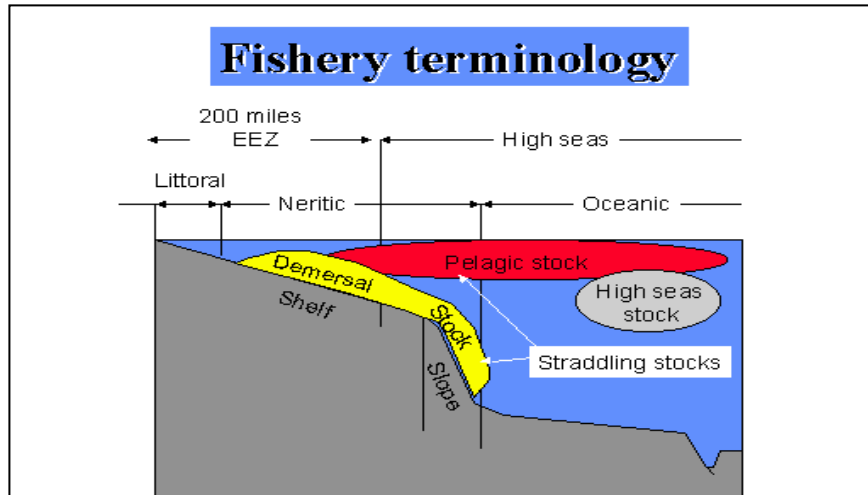 Fishery terminology
200 miles
EEZ
High seas
Littoral
Neritic
Oceanic
Demersal
Stock
Pelagic stock
High seas
stock
Shelf
Slope
Straddling stocks